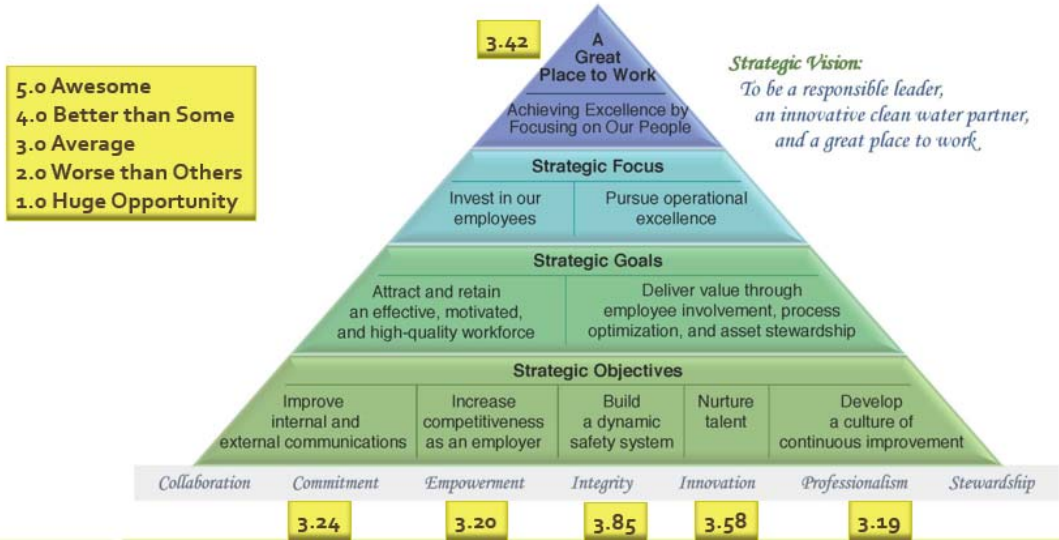 3.42
5.0 Awesome
4.0 Better than Some
3.0 Average
2.0 Worse than Others
1.0 Huge Opportunity
A
Great
Place to Work
Achieving Excellence by
Focusing on Our People
Strategic Vision:
To be a responsible leader,
an innovative clean water partner,
and a great place to work
Strategic Focus
Invest in our
employees
Pursue operational
excellence
Strategic Goals
Attract and retain
an effective, motivated,
and high-quality workforce
Deliver value through
employee involvement, process
optimization, and asset stewardship
Strategic Objectives
Improve
internal and
external communications
Increase
competitiveness
as an employer
Build
a dynamic
safety system
Nurture
talent
Develop
a culture of
continuous improvement
Collaboration Commitment Empowerment Integrity Innovation Professionalism Stewardship
3.24 3.20 3.85 3.58 3.19